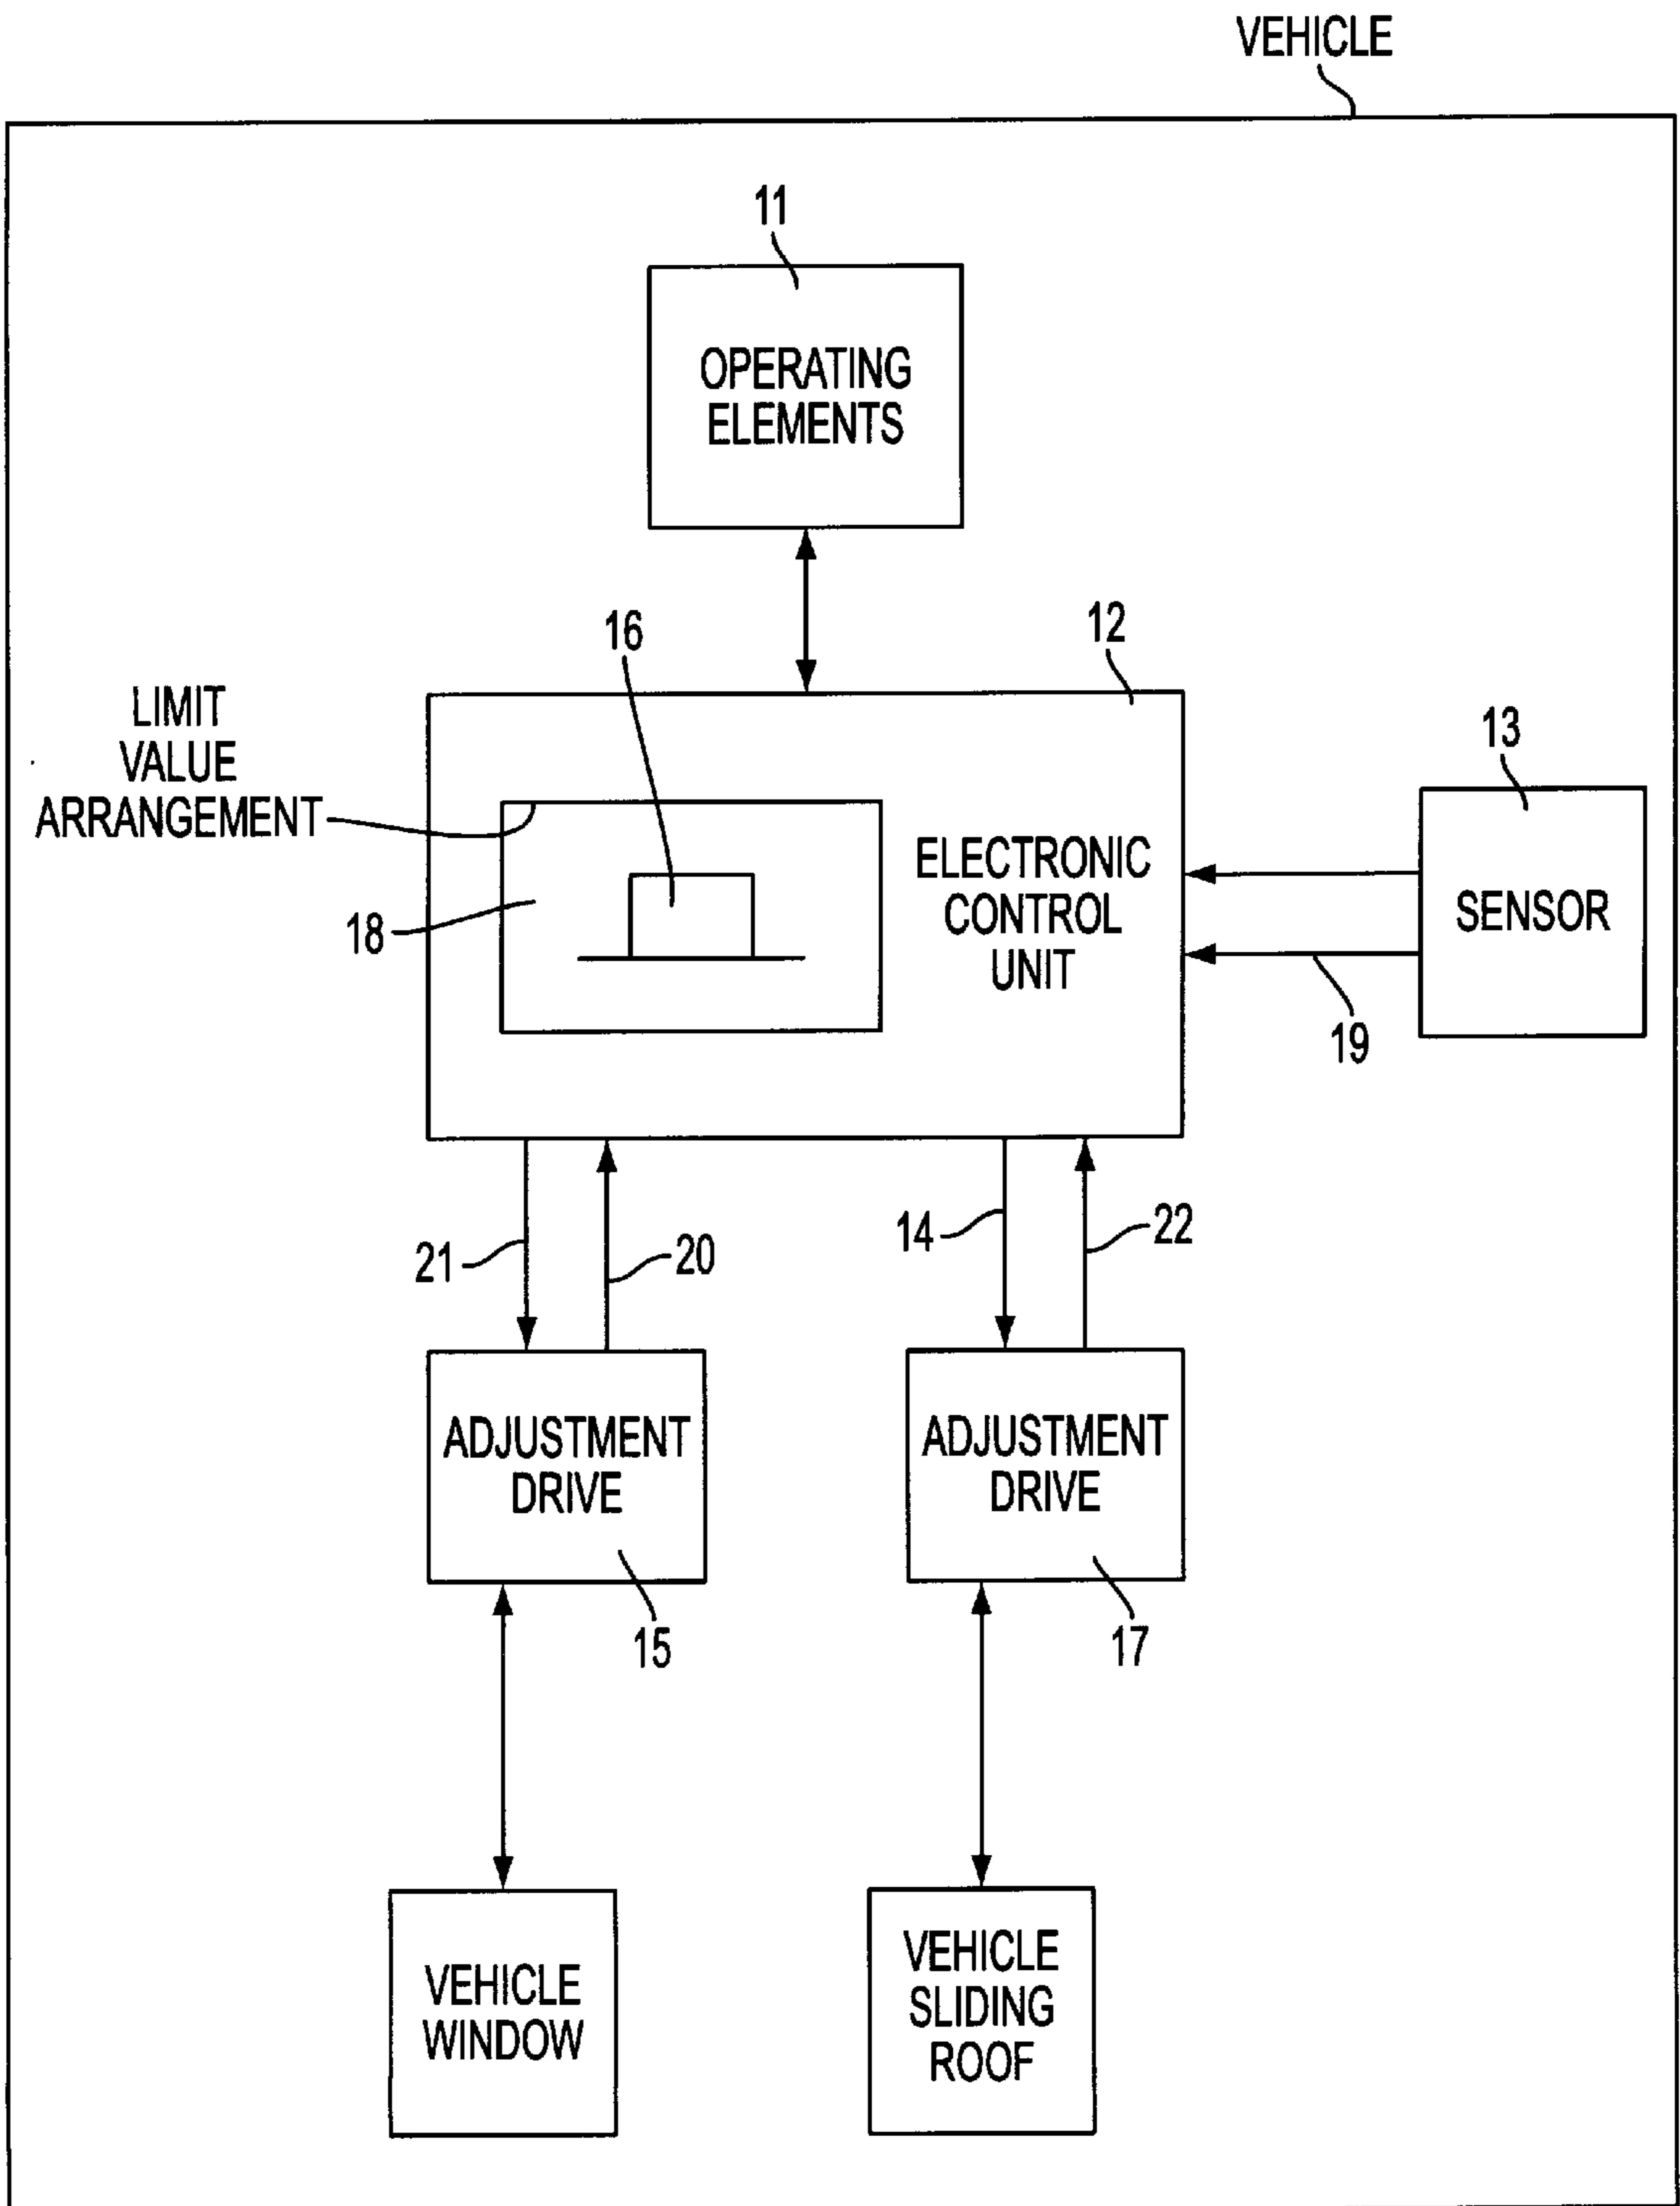 VEHICLE
11
OPERATING
ELEMENTS
16
12
LIMIT
VALUE
ARRANGEMENT
13
18
ELECTRONIC
CONTROL
UNIT
SENSOR
19
21
20
14
22
ADJUSTMENT
DRIVE
15
ADJUSTMENT
DRIVE
17
VEHICLE
WINDOW
VEHICLE
SLIDING
ROOF